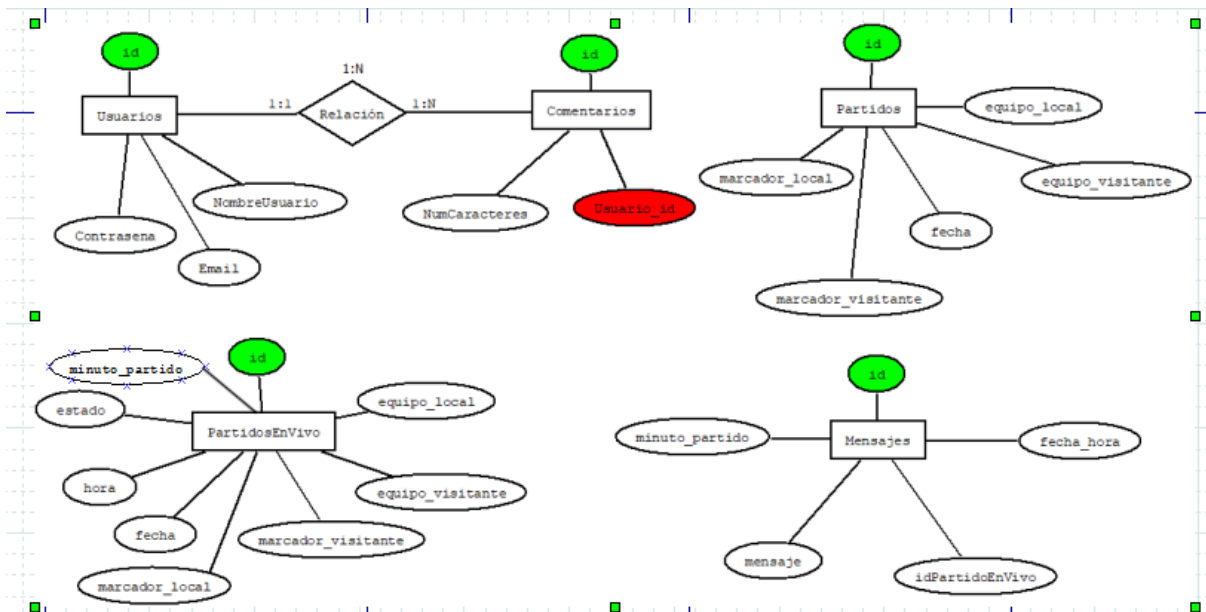 id
1:N
id
id
Usuarios
1:1
Relación
1:N
Comentarios
Partidos
equipo_local
marcador_local
equipo_visitante
NombreUsuario
NumCaracteres
Usuario_id
Contrasena
fecha
Email
marcador_visitante
minuto_partido
id
id
estado
equipo_local
PartidosEnVivo
minuto_partido
Mensajes
fecha_hora
hora
equipo_visitante
fecha
marcador_visitante
mensaje
idPartidoEnVivo
marcador_local